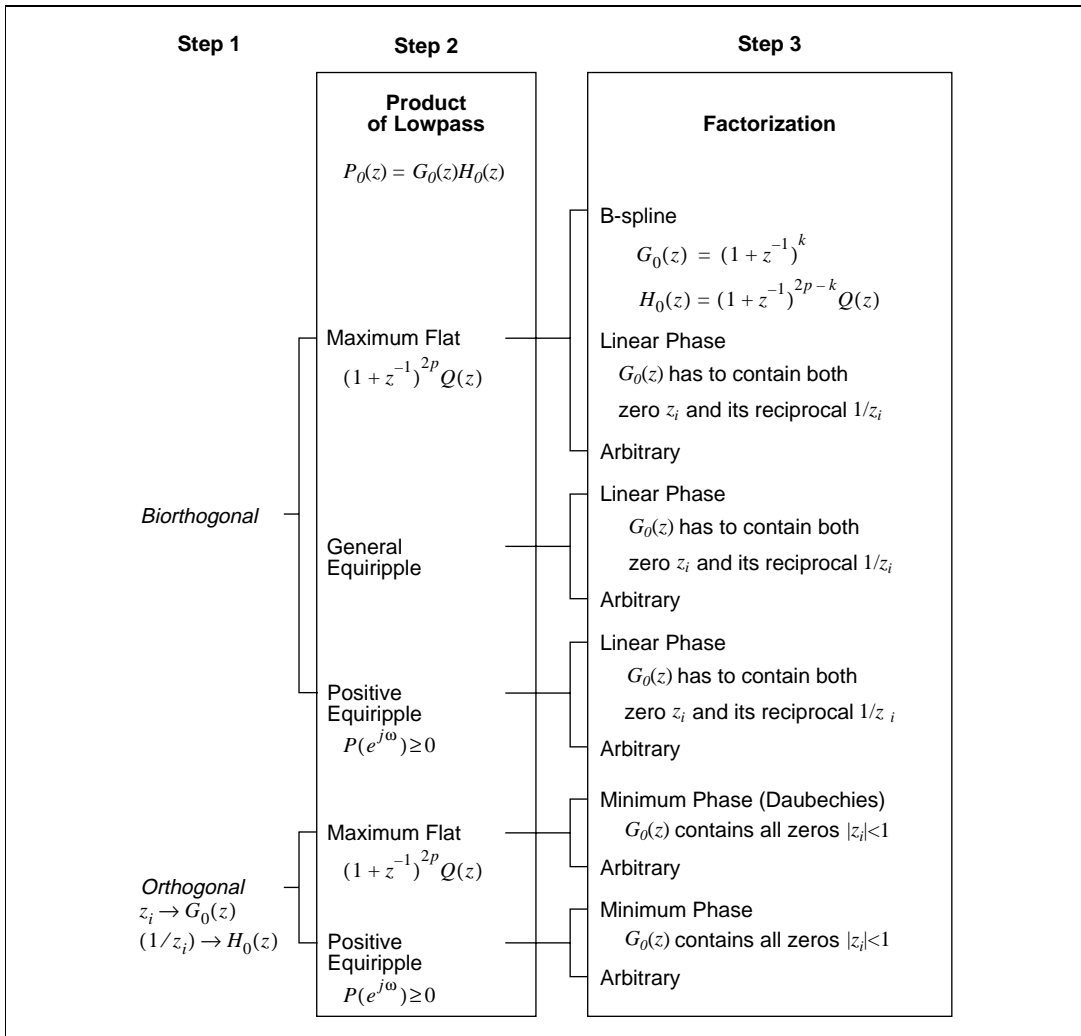 Step 1
Step 2
Step 3
Product
of Lowpass
P₀(z) = G₀(z)H₀(z)
Factorization
B-spline
G₀(z) = (1 + z⁻¹)ᵏ
H₀(z) = (1 + z⁻¹)²ᵖ⁻ᵏQ(z)
Maximum Flat
(1 + z⁻¹)²ᵖQ(z)
Linear Phase
G₀(z) has to contain both
zero zᵢ and its reciprocal 1/zᵢ
Arbitrary
Biorthogonal
General
Equiripple
Linear Phase
G₀(z) has to contain both
zero zᵢ and its reciprocal 1/zᵢ
Arbitrary
Positive
Equiripple
P(e^{jω})≥0
Linear Phase
G₀(z) has to contain both
zero zᵢ and its reciprocal 1/z ᵢ
Arbitrary
Orthogonal
zᵢ → G₀(z)
(1/zᵢ) → H₀(z)
Maximum Flat
(1 + z⁻¹)²ᵖQ(z)
Minimum Phase (Daubechies)
G₀(z) contains all zeros |zᵢ|<1
Arbitrary
Positive
Equiripple
P(e^{jω})≥0
Minimum Phase
G₀(z) contains all zeros |zᵢ|<1
Arbitrary